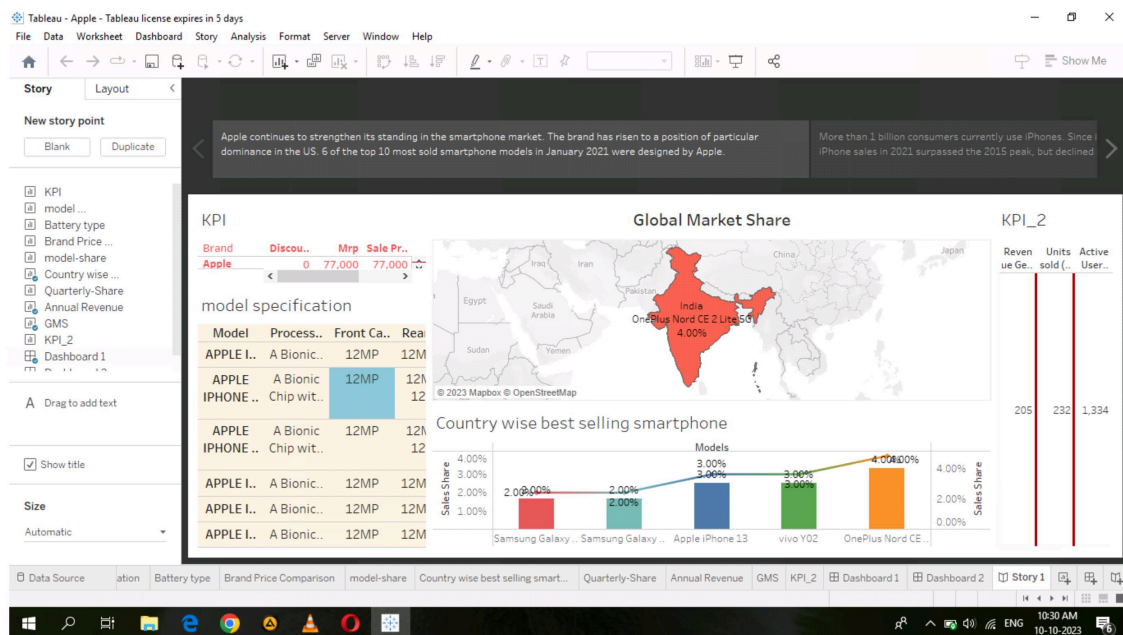 Tableau - Apple - Tableau license expires in 5 days
File Data Worksheet Dashboard Story Analysis Format Server Window Help
Show Me
Story Layout
New story point
Blank Duplicate
KPI
model ...
Battery type
Brand Price ...
model-share
Country wise ...
Quarterly-Share
Annual Revenue
GMS
KPI_2
Dashboard 1
A Drag to add text
Show title
Size
Automatic
Apple continues to strengthen its standing in the smartphone market. The brand has risen to a position of particular
dominance in the US. 6 of the top 10 most sold smartphone models in January 2021 were designed by Apple.
More than 1 billion consumers currently use iPhones. Since
iPhone sales in 2021 surpassed the 2015 peak, but declined
KPI
Brand Discou.. Mrp Sale Pr..
Apple 0 77,000 77,000
model specification
Model Process.. Front Ca.. Rea
APPLE I.. A Bionic.. 12MP 12M
APPLE A Bionic 12MP 12M
IPHONE .. Chip wit.. 12
APPLE A Bionic 12MP 12M
IPHONE .. Chip wit.. 12
APPLE I.. A Bionic.. 12MP 12M
APPLE I.. A Bionic.. 12MP 12M
APPLE I.. A Bionic.. 12MP 12M
Global Market Share
Iraq Iran China Japan
Egypt Saudi Arabia Pakistan
Sudan Yemen
India
OnePlus Nord CE 2 Lite 5G
4.00%
© 2023 Mapbox © OpenStreetMap
Country wise best selling smartphone
Models
Sales Share
4.00%
3.00%
2.00%
1.00%
2.00% 2.00% 2.00% 2.00% 3.00% 3.00% 3.00% 3.00% 4.00% 4.00%
4.00%
2.00%
0.00%
Sales Share
Samsung Galaxy .. Samsung Galaxy .. Apple iPhone 13 vivo Y02 OnePlus Nord CE ..
KPI_2
Reven Units Active
ue Ge.. sold (.. User..
205 232 1,334
Data Source ation Battery type Brand Price Comparison model-share Country wise best selling smart... Quarterly-Share Annual Revenue GMS KPI_2 Dashboard 1 Dashboard 2 Story 1
ENG
10:30 AM
10-10-2023
6